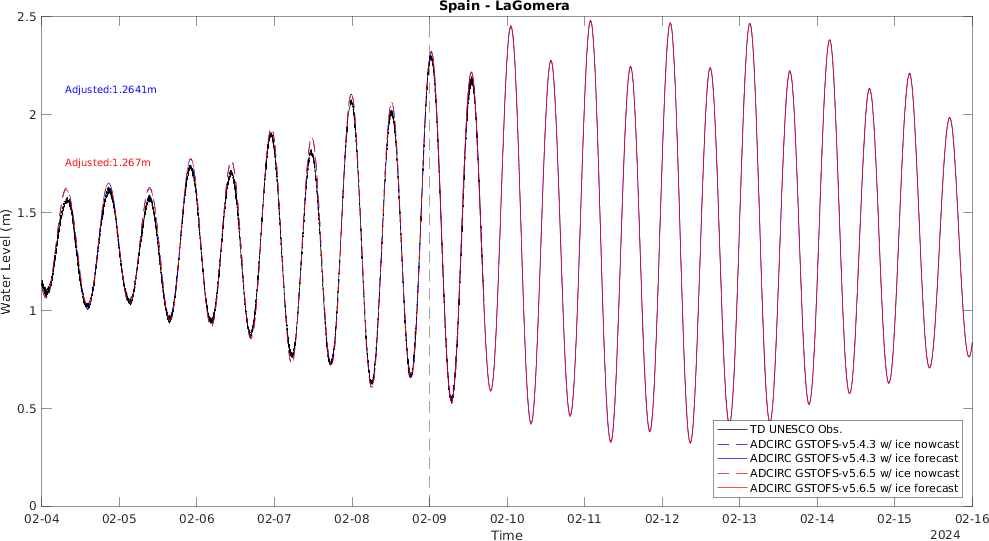 Spain - LaGomera
2.5
2
1.5
1
0.5
0
Water Level (m)
Adjusted:1.2641m
Adjusted:1.267m
TD UNESCO Obs.
ADCIRC GSTOFS-v5.4.3 w/ ice nowcast
ADCIRC GSTOFS-v5.4.3 w/ ice forecast
ADCIRC GSTOFS-v5.6.5 w/ ice nowcast
ADCIRC GSTOFS-v5.6.5 w/ ice forecast
02-04 02-05 02-06 02-07 02-08 02-09 02-10 02-11 02-12 02-13 02-14 02-15 02-16
Time
2024